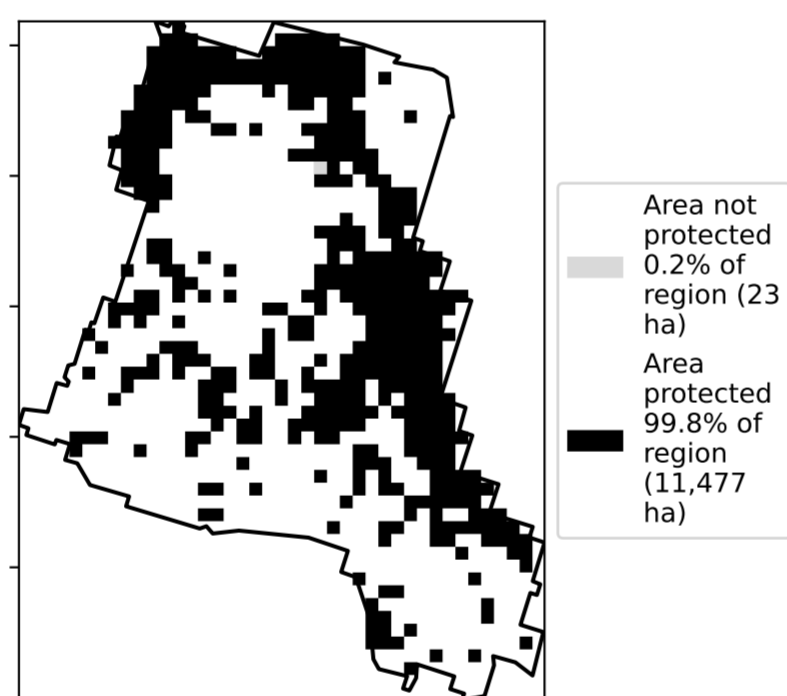 Area not
protected
0.2% of
region (23
ha)
Area
protected
99.8% of
region
(11,477
ha)